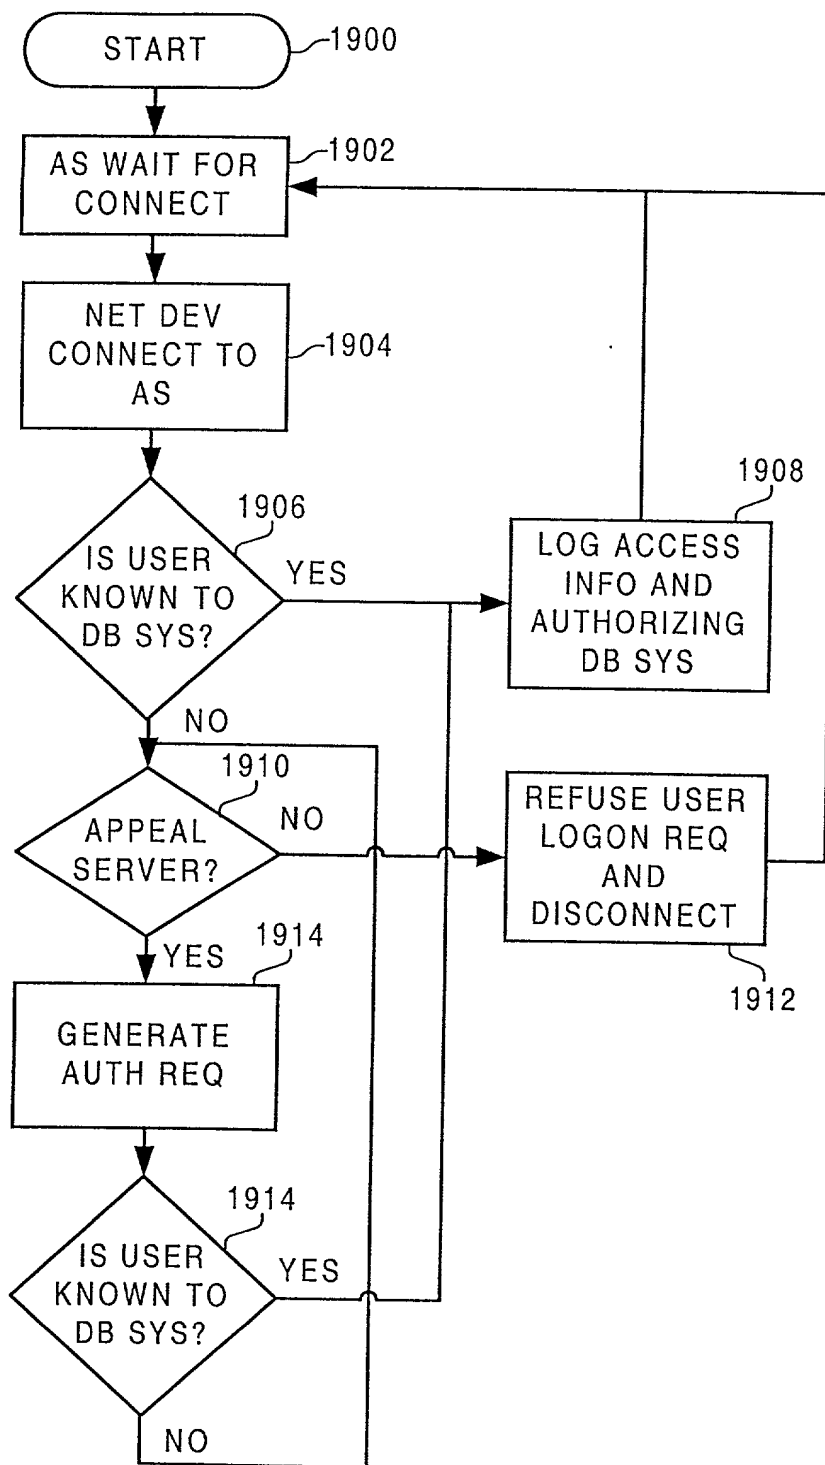 START
1900
AS WAIT FOR
CONNECT
1902
NET DEV
CONNECT TO
AS
1904
IS USER
KNOWN TO
DB SYS?
1906
YES
NO
LOG ACCESS
INFO AND
AUTHORIZING
DB SYS
1908
APPEAL
SERVER?
1910
NO
YES
REFUSE USER
LOGON REQ
AND
DISCONNECT
1912
GENERATE
AUTH REQ
1914
IS USER
KNOWN TO
DB SYS?
1914
YES
NO